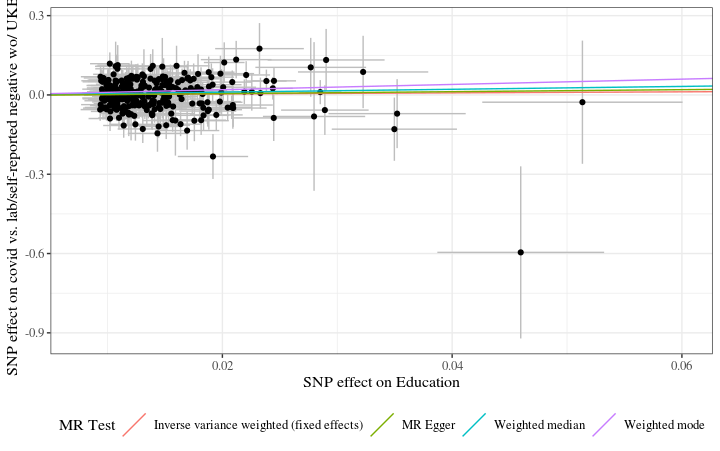 SNP effect on covid vs. lab/self-reported negative wo/ UKE
0.3
0.0
-0.3
-0.6
-0.9
0.02
0.04
0.06
SNP effect on Education
MR Test
Inverse variance weighted (fixed effects)
MR Egger
Weighted median
Weighted mode